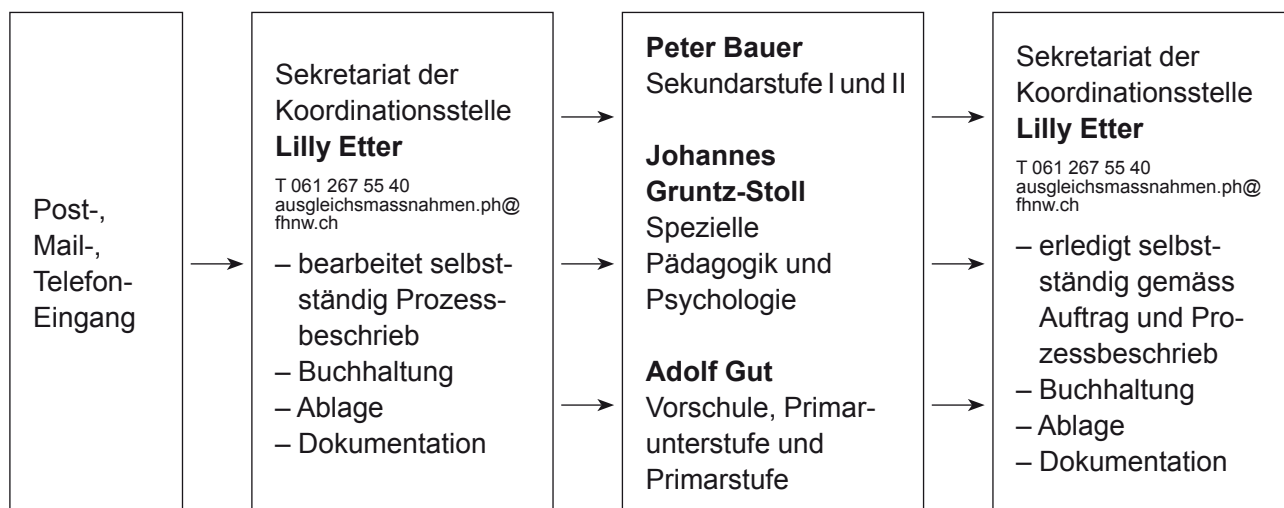 Post-,
Mail-,
Telefon-
Eingang
Sekretariat der
Koordinationsstelle
Lilly Etter
T 061 267 55 40
ausgleichsmassnahmen.ph@
fhnw.ch
– bearbeitet selbst-
ständig Prozess-
beschrieb
– Buchhaltung
– Ablage
– Dokumentation
Peter Bauer
Sekundarstufe I und II
Johannes
Gruntz-Stoll
Spezielle
Pädagogik und
Psychologie
Adolf Gut
Vorschule, Primar-
unterstufe und
Primarstufe
Sekretariat der
Koordinationsstelle
Lilly Etter
T 061 267 55 40
ausgleichsmassnahmen.ph@
fhnw.ch
– erledigt selbst-
ständig gemäss
Auftrag und Pro-
zessbeschrieb
– Buchhaltung
– Ablage
– Dokumentation